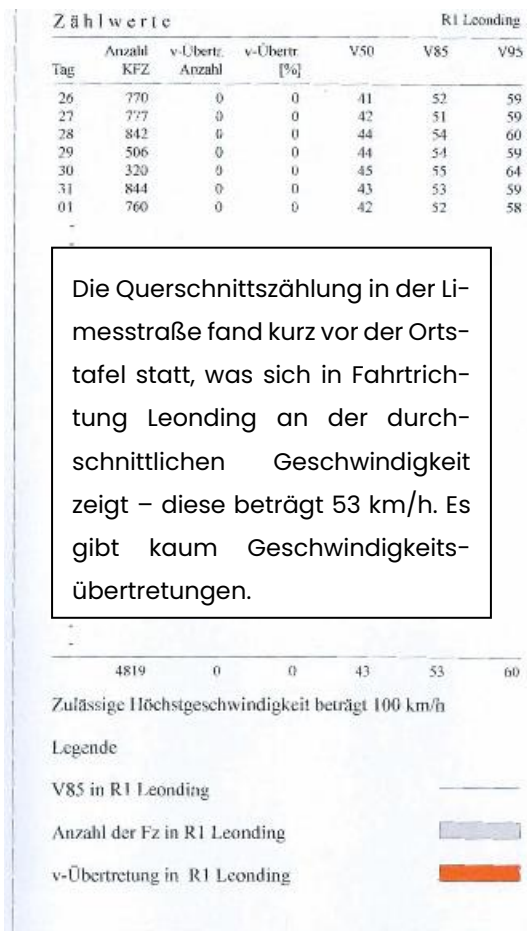 Zählwerte R1 Leonding
Anzahl v-Übertr. v-Übertr. V50 V85 V95
Tag KFZ Anzahl [%]
26 770 0 0 41 52 59
27 777 0 0 42 51 59
28 842 0 0 44 54 60
29 506 0 0 44 54 59
30 320 0 0 45 55 64
31 844 0 0 43 53 59
01 760 0 0 42 52 58
-
-
Die Querschnittszählung in der Li-
messtraße fand kurz vor der Orts-
tafel statt, was sich in Fahrtrich-
tung Leonding an der durch-
schnittlichen Geschwindigkeit
zeigt – diese beträgt 53 km/h. Es
gibt kaum Geschwindigkeits-
übertretungen.
-
-
4819 0 0 43 53 60
Zulässige Höchstgeschwindigkeit beträgt 100 km/h
Legende
V85 in R1 Leonding
Anzahl der Fz in R1 Leonding
v-Übertretung in R1 Leonding